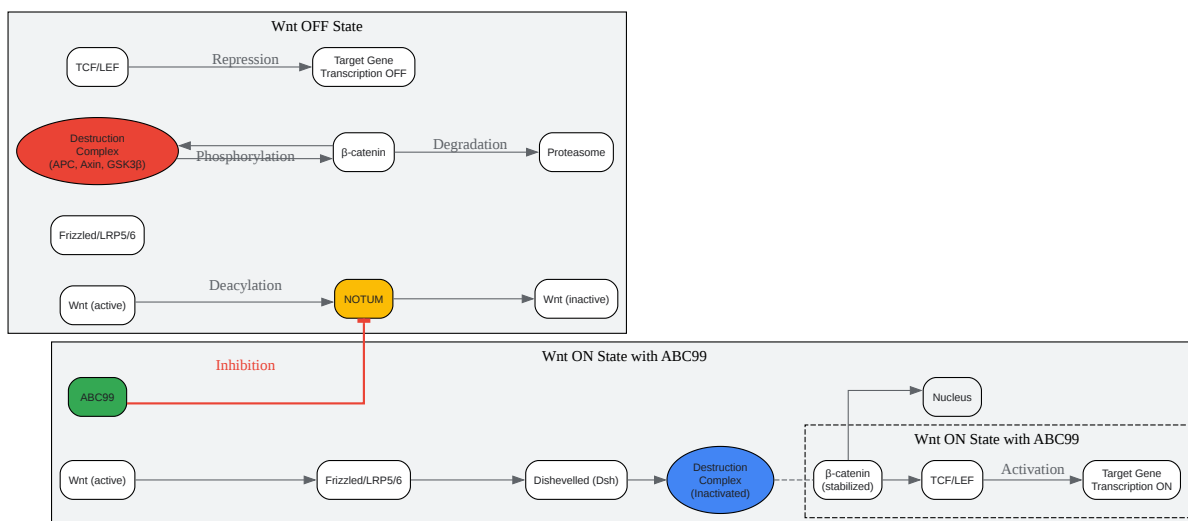 Wnt OFF State
TCF/LEF
Repression
Target Gene
Transcription OFF
Destruction
Complex
(APC, Axin, GSK3β)
Phosphorylation
β-catenin
Degradation
Proteasome
Frizzled/LRP5/6
Wnt (active)
Deacylation
NOTUM
Wnt (inactive)
Wnt ON State with ABC99
Inhibition
ABC99
Nucleus
Wnt ON State with ABC99
Wnt (active)
Frizzled/LRP5/6
Dishevelled (Dsh)
Destruction
Complex
(Inactivated)
β-catenin
(stabilized)
TCF/LEF
Activation
Target Gene
Transcription ON